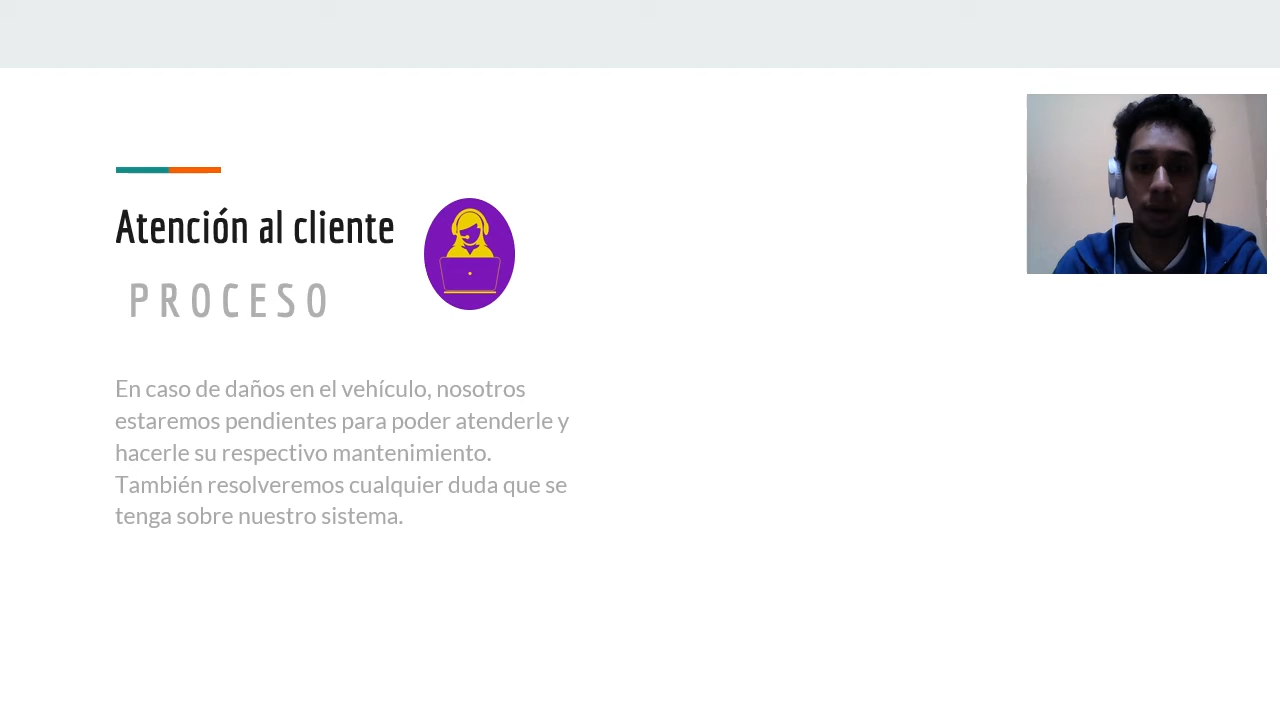 Atención al cliente
PROCESO
En caso de daños en el vehículo, nosotros
estaremos pendientes para poder atenderle y
hacerle su respectivo mantenimiento.
También resolveremos cualquier duda que se
tenga sobre nuestro sistema.